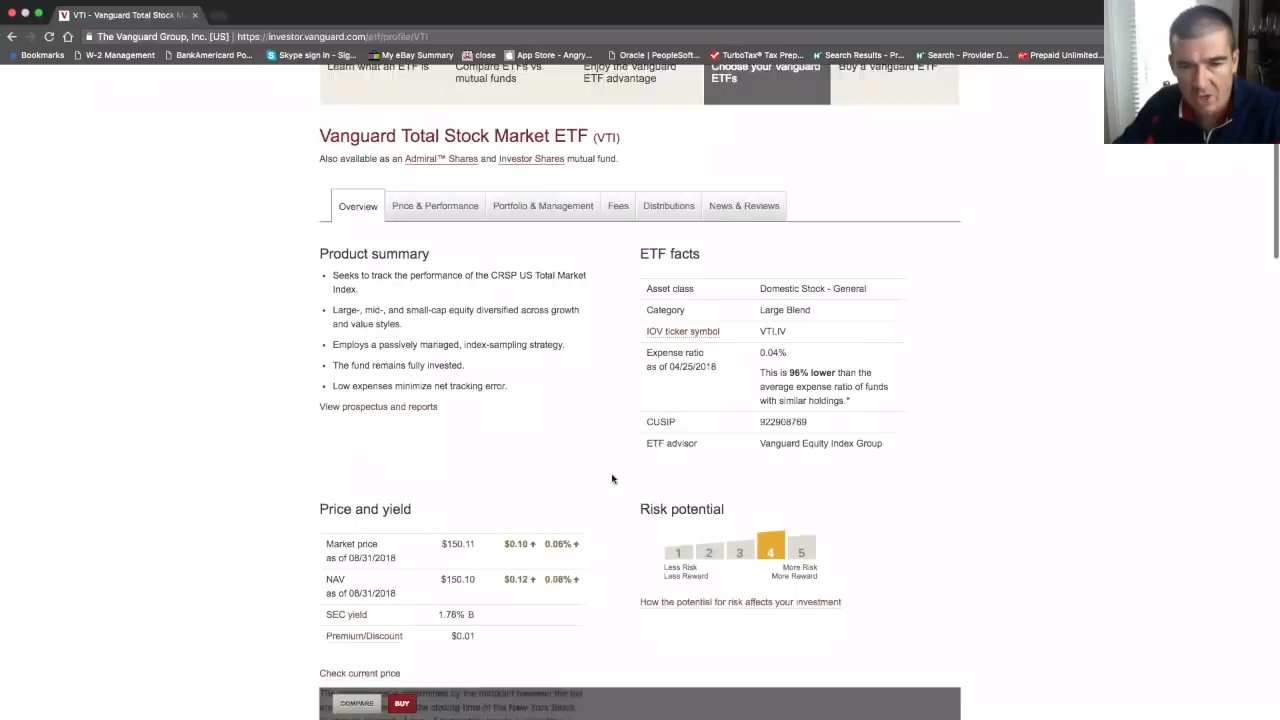 VTI - Vanguard Total Stock M
The Vanguard Group, Inc. [US] | https://investor.vanguard.com/etf/profile/VTI
Bookmarks W-2 Management BankAmericard Po... Skype sign in - Sig... My eBay Summary close App Store - Angry... Oracle | PeopleSoft... TurboTax® Tax Prep... Search Results - Pr... Search - Provider D... Prepaid Unlimited...
Learn what an ETF is
Compare ETFs vs.
mutual funds
Enjoy the Vanguard
ETF advantage
Choose your Vanguard
ETFs
Buy a Vanguard ETF
Vanguard Total Stock Market ETF (VTI)
Also available as an Admiral™ Shares and Investor Shares mutual fund.
Overview Price & Performance Portfolio & Management Fees Distributions News & Reviews
Product summary
• Seeks to track the performance of the CRSP US Total Market
Index.
• Large-, mid-, and small-cap equity diversified across growth
and value styles.
• Employs a passively managed, index-sampling strategy.
• The fund remains fully invested.
• Low expenses minimize net tracking error.
View prospectus and reports
ETF facts
Asset class Domestic Stock - General
Category Large Blend
IOV ticker symbol VTI.IV
Expense ratio 0.04%
as of 04/25/2018
This is 96% lower than the
average expense ratio of funds
with similar holdings.*
CUSIP 922908769
ETF advisor Vanguard Equity Index Group
Price and yield
Market price $150.11 $0.10 0.06%
as of 08/31/2018
NAV $150.10 $0.12 0.08%
as of 08/31/2018
SEC yield 1.78% B
Premium/Discount $0.01
Check current price
Risk potential
1 2 3 4 5
Less Risk More Risk
Less Reward More Reward
How the potential for risk affects your investment
COMPARE BUY